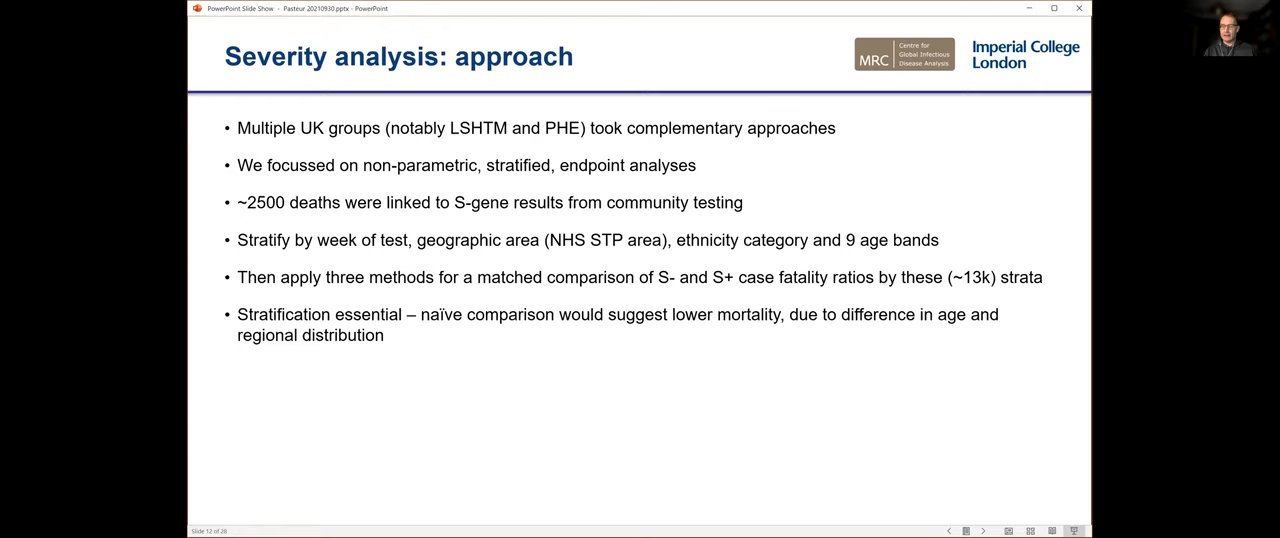 PowerPoint Slide Show - Pasteur 20210930.pptx - PowerPoint
Severity analysis: approach
MRC
Centre for
Global Infectious
Disease Analysis
Imperial College
London
• Multiple UK groups (notably LSHTM and PHE) took complementary approaches
• We focussed on non-parametric, stratified, endpoint analyses
• ~2500 deaths were linked to S-gene results from community testing
• Stratify by week of test, geographic area (NHS STP area), ethnicity category and 9 age bands
• Then apply three methods for a matched comparison of S- and S+ case fatality ratios by these (~13k) strata
• Stratification essential – naïve comparison would suggest lower mortality, due to difference in age and
regional distribution
Slide 12 of 28